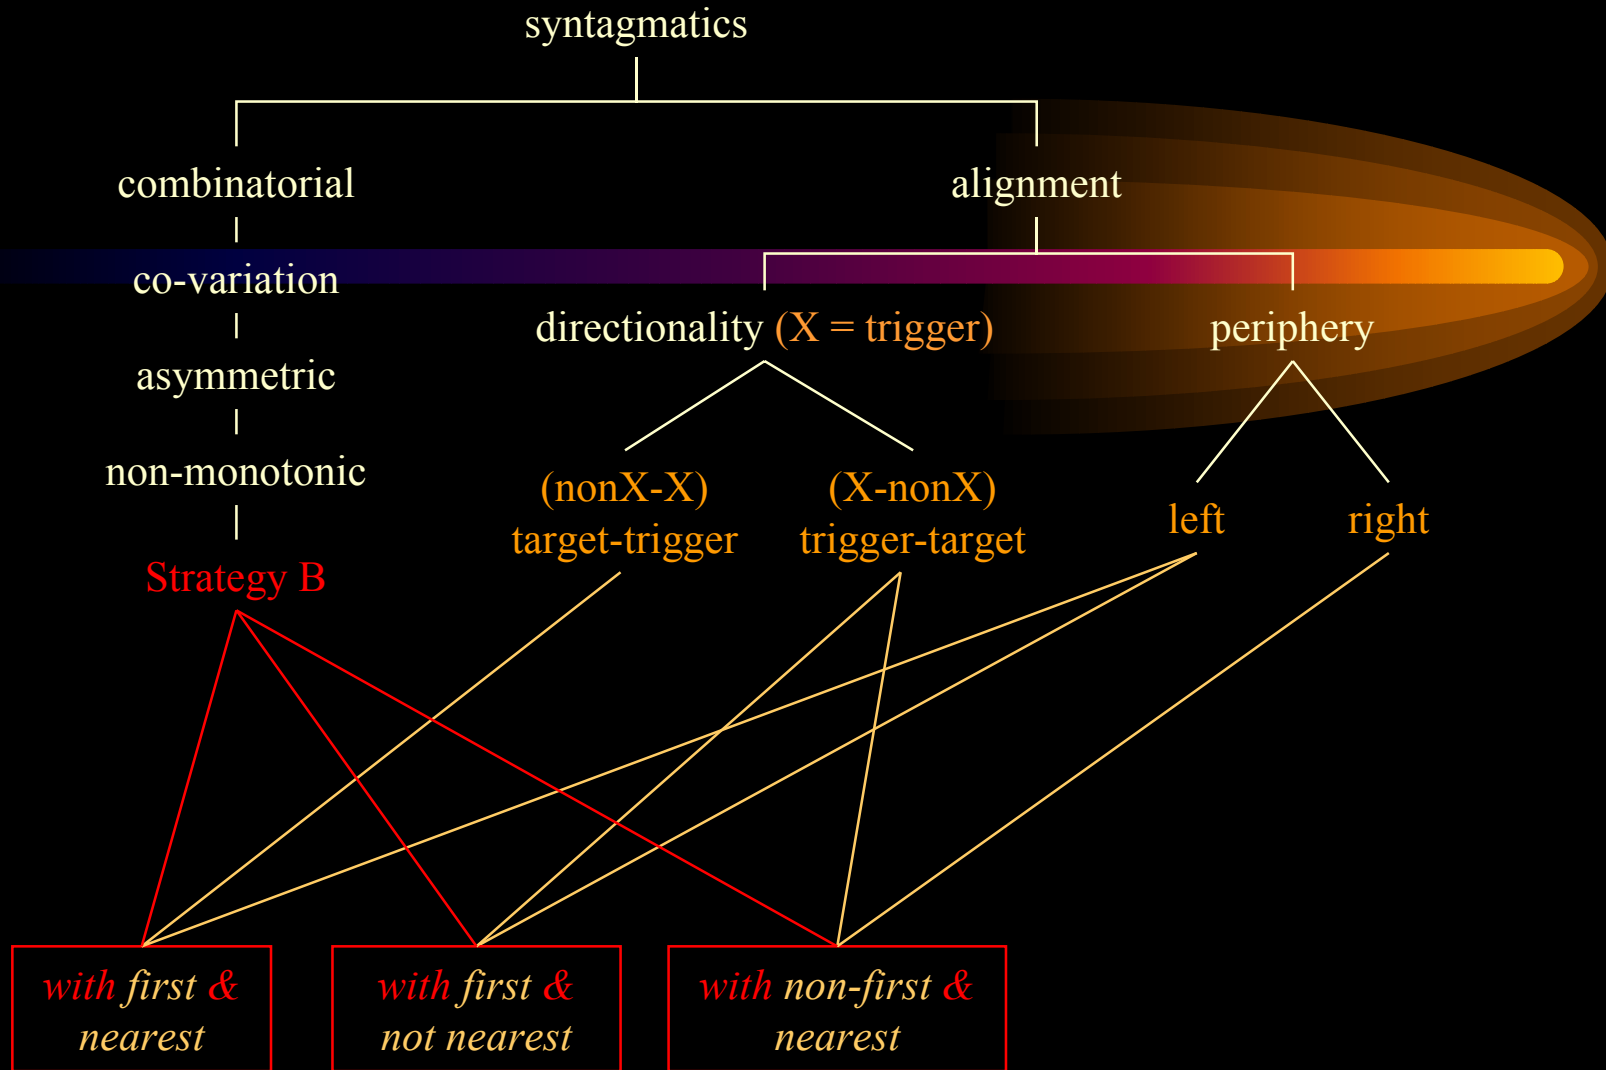 syntagmatics
combinatorial
alignment
co-variation
directionality (X = trigger)
periphery
asymmetric
non-monotonic
(nonX-X)
target-trigger
(X-nonX)
trigger-target
left
right
Strategy B
with first &
nearest
with first &
not nearest
with non-first &
nearest